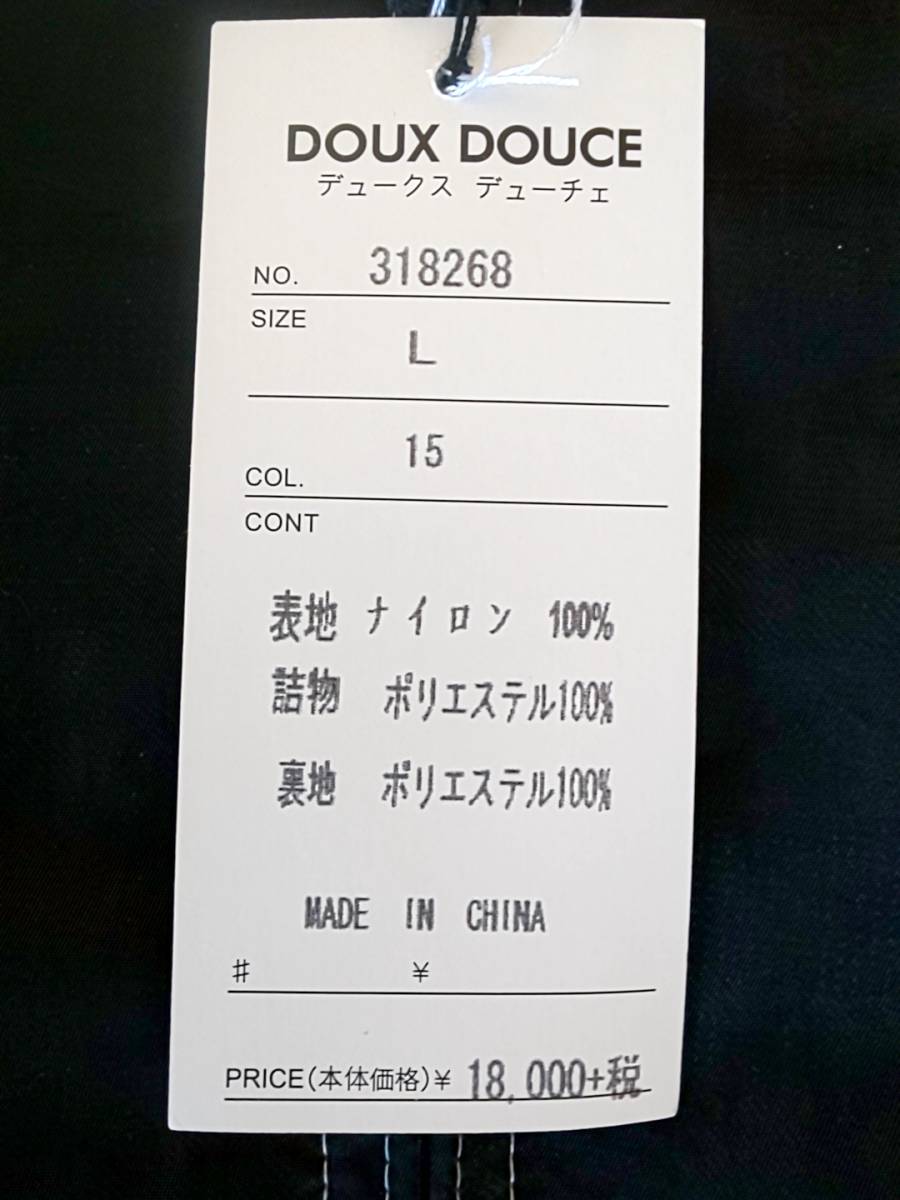 DOUX DOUCE
デュークス デューチェ
NO. 318268
SIZE
L
15
COL.
CONT
表地 ナイロン 100%
詰物 ポリエステル100%
裏地 ポリエステル100%
MADE IN CHINA
# ¥
PRICE(本体価格)¥ 18,000+税